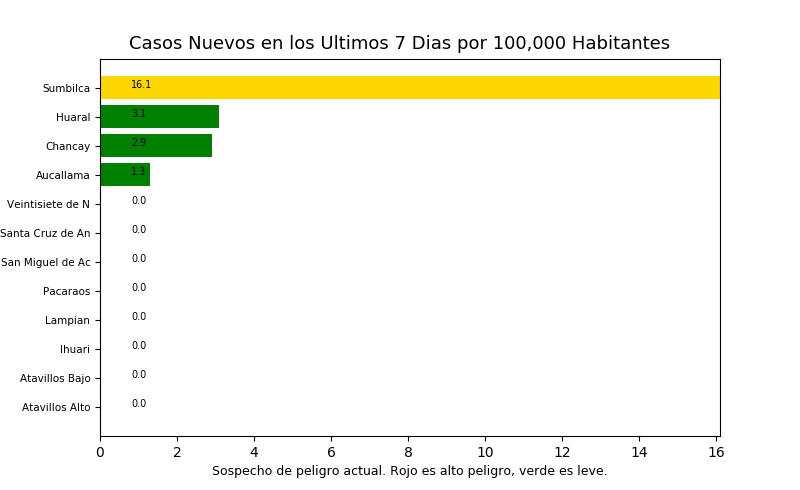 Casos Nuevos en los Ultimos 7 Dias por 100,000 Habitantes
Sumbilca 16.1
Huaral 3.1
Chancay 2.9
Aucallama 1.3
Veintisiete de N 0.0
Santa Cruz de An 0.0
San Miguel de Ac 0.0
Pacaraos 0.0
Lampian 0.0
Ihuari 0.0
Atavillos Bajo 0.0
Atavillos Alto 0.0
0 2 4 6 8 10 12 14 16
Sospecho de peligro actual. Rojo es alto peligro, verde es leve.